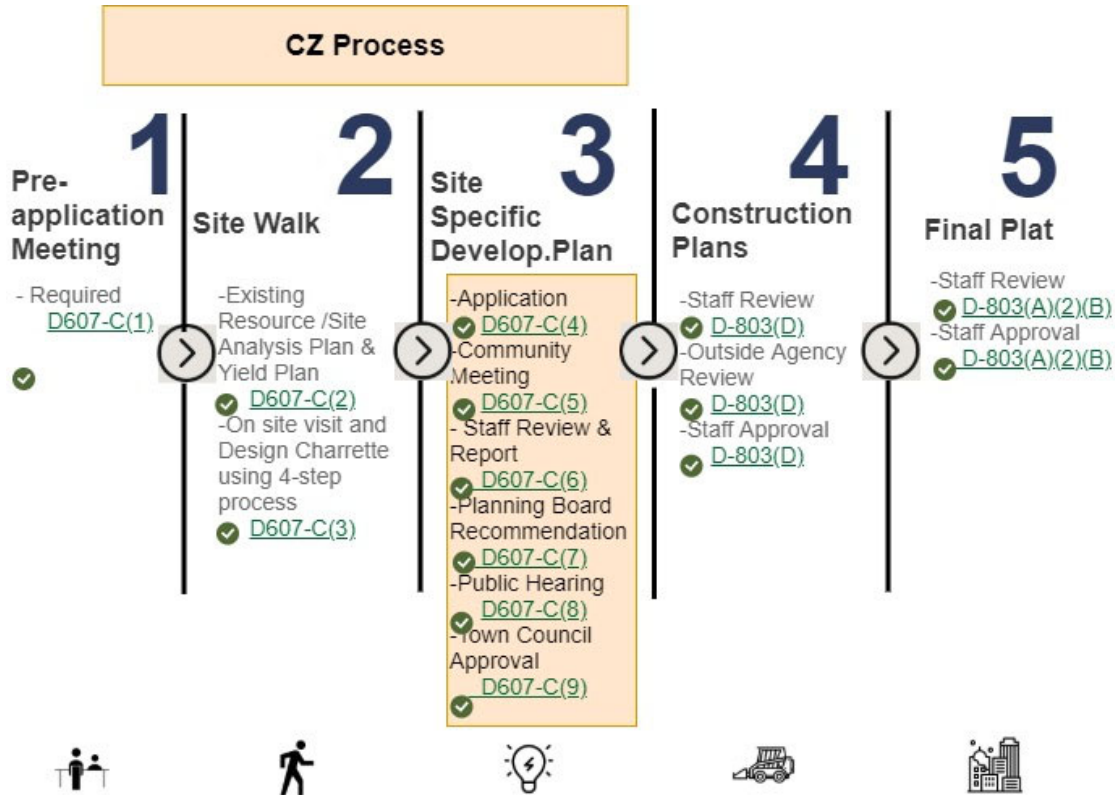 CZ Process
1
Pre-
application
Meeting
- Required
D607-C(1)
2
Site Walk
-Existing
Resource /Site
Analysis Plan &
Yield Plan
D607-C(2)
-On site visit and
Design Charrette
using 4-step
process
D607-C(3)
3
Site
Specific
Develop.Plan
-Application
D607-C(4)
-Community
Meeting
D607-C(5)
- Staff Review &
Report
D607-C(6)
-Planning Board
Recommendation
D607-C(7)
-Public Hearing
D607-C(8)
-Town Council
Approval
D607-C(9)
4
Construction
Plans
-Staff Review
D-803(D)
-Outside Agency
Review
D-803(D)
-Staff Approval
D-803(D)
5
Final Plat
-Staff Review
D-803(A)(2)(B)
-Staff Approval
D-803(A)(2)(B)